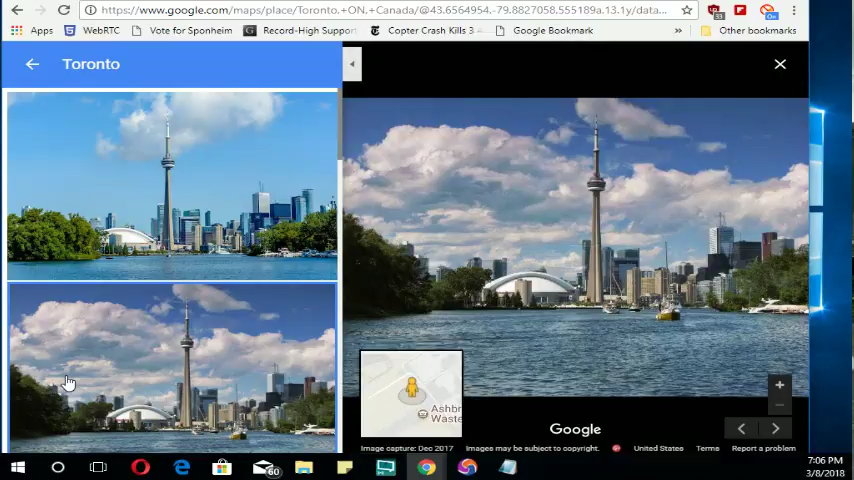 https://www.google.com/maps/place/Toronto,+ON,+Canada/@43.6564954,-79.8827058,555189a,13.1y/data...
33
On
Apps
WebRTC
Vote for Sponheim
Record-High Support
Copter Crash Kills 3
Google Bookmark
»
Other bookmarks
Toronto
Ashbr
Waste
Google
Image capture: Dec 2017 Images may be subject to copyright. United States Terms Report a problem
60
7:06 PM
3/8/2018